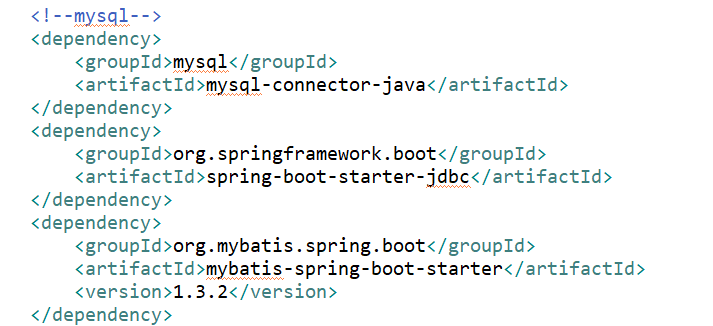 <!--mysql-->
<dependency>
    <groupId>mysql</groupId>
    <artifactId>mysql-connector-java</artifactId>
</dependency>
<dependency>
    <groupId>org.springframework.boot</groupId>
    <artifactId>spring-boot-starter-jdbc</artifactId>
</dependency>
<dependency>
    <groupId>org.mybatis.spring.boot</groupId>
    <artifactId>mybatis-spring-boot-starter</artifactId>
    <version>1.3.2</version>
</dependency>